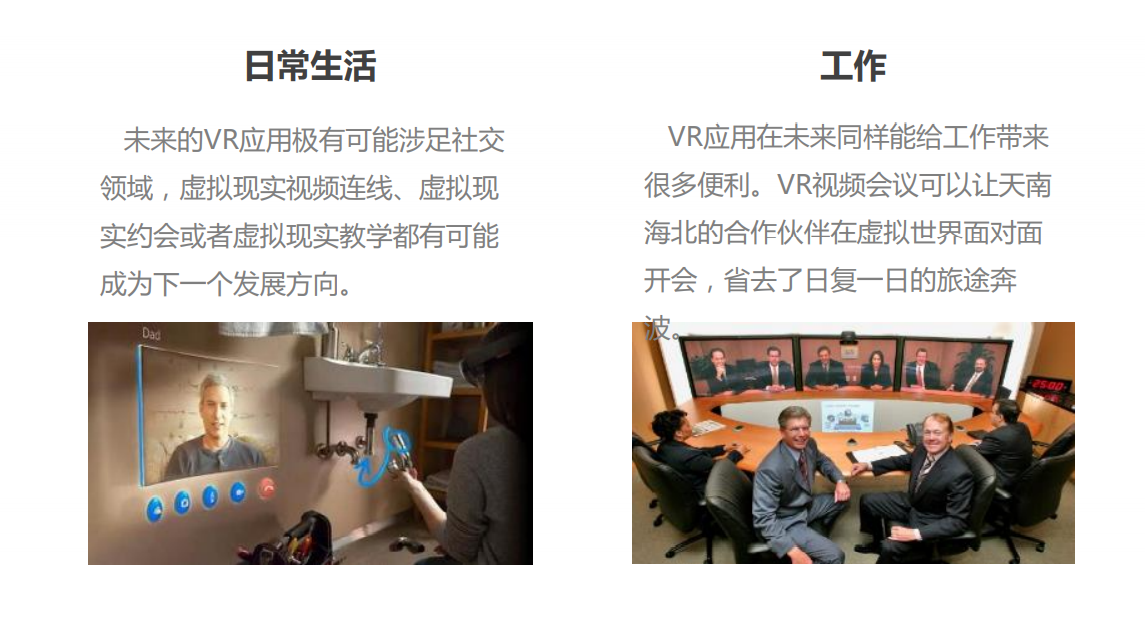 日常生活
未来的VR应用极有可能涉足社交
领域，虚拟现实视频连线、虚拟现
实约会或者虚拟现实教学都有可能
成为下一个发展方向。
Dad
工作
VR应用在未来同样能给工作带来
很多便利。VR视频会议可以让天南
海北的合作伙伴在虚拟世界面对面
开会，省去了日复一日的旅途奔
波。